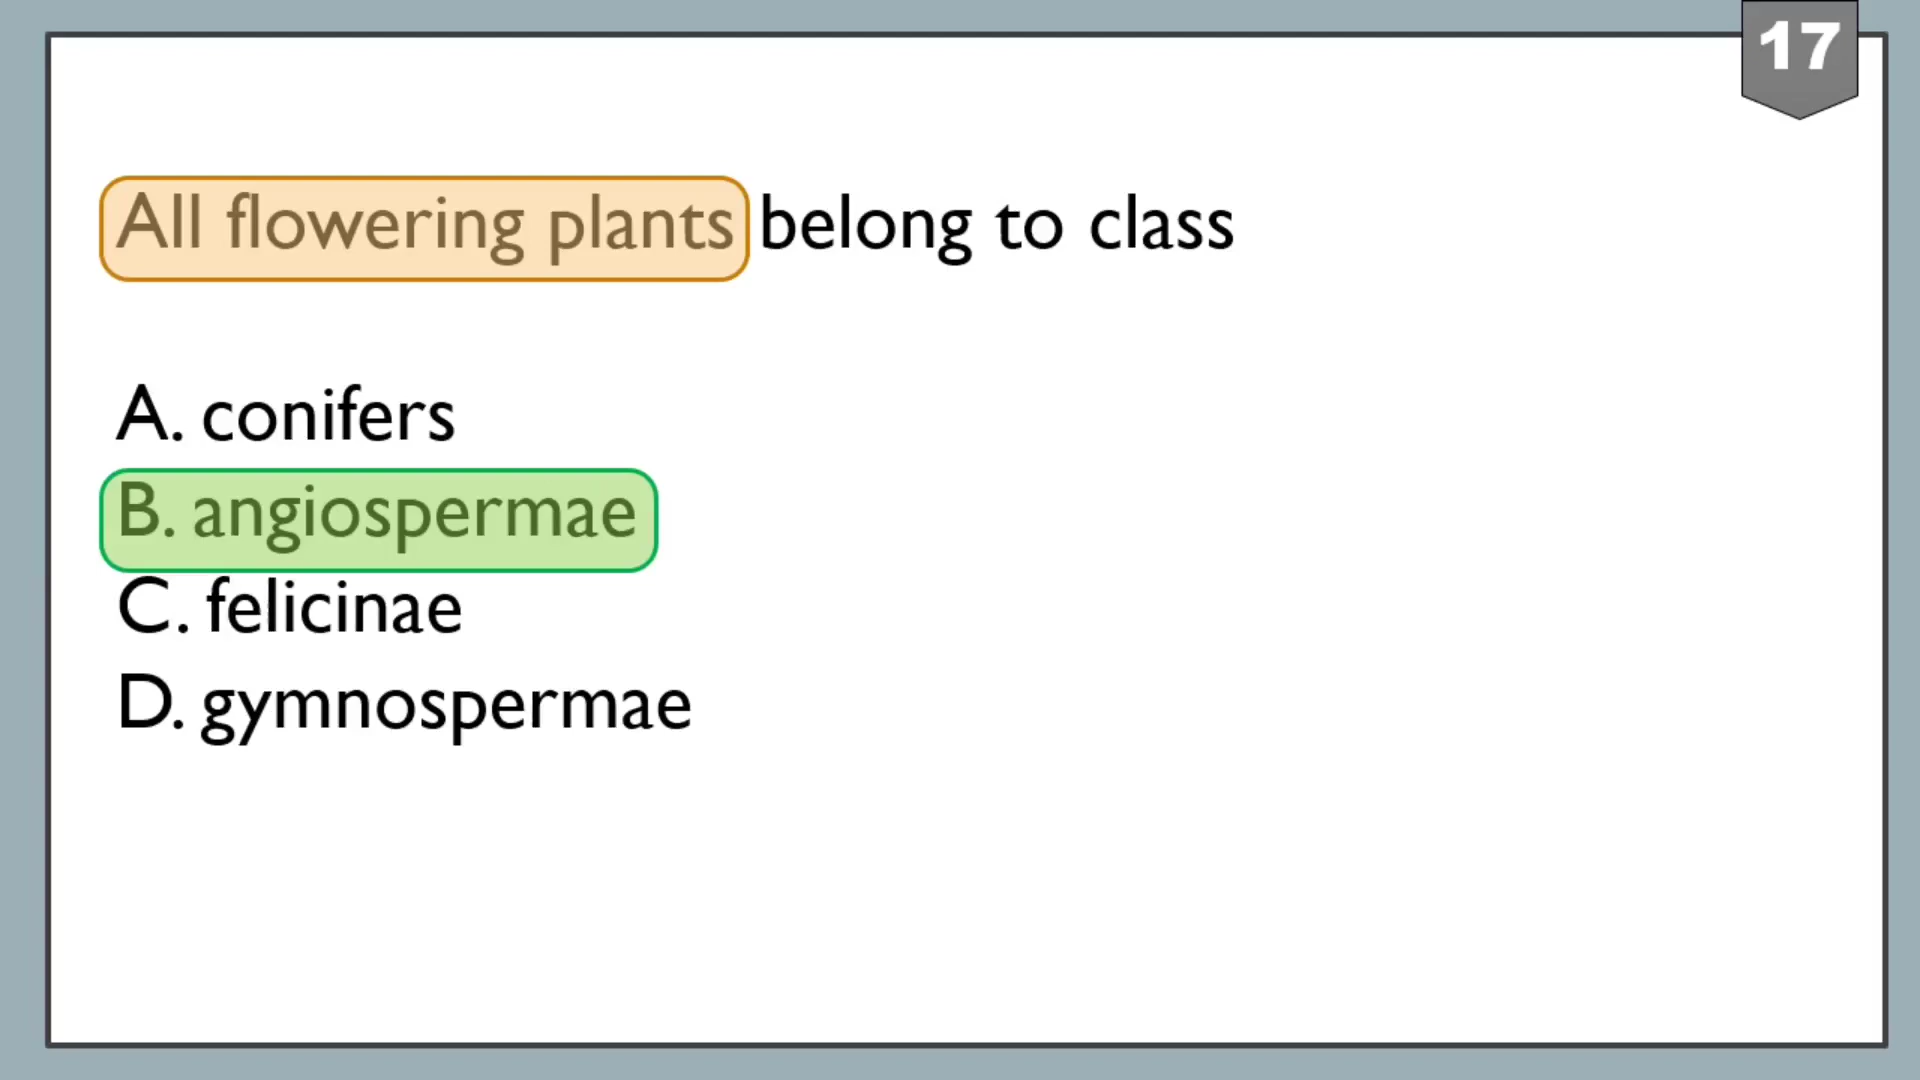 17
All flowering plants belong to class
A. conifers
B. angiospermae
C. felicinae
D. gymnospermae